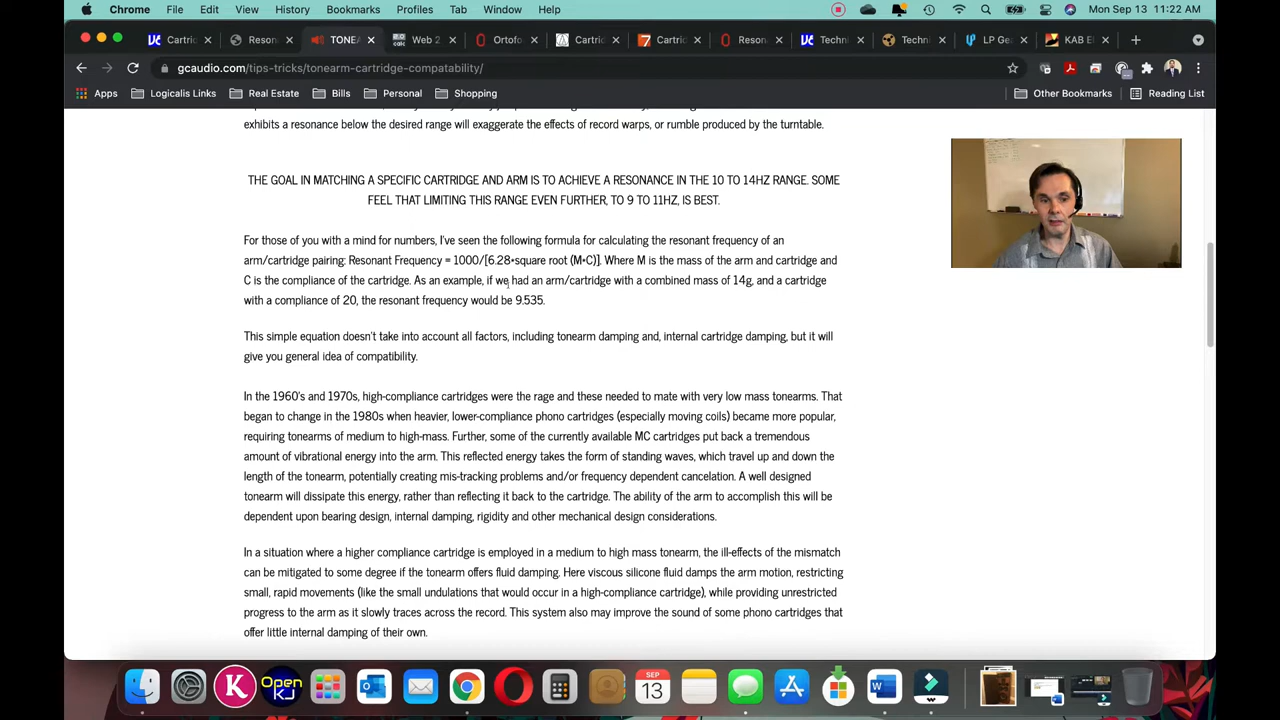 Chrome File Edit View History Bookmarks Profiles Tab Window Help Mon Sep 13 11:22 AM
Cartric Reson TONEA Web 2 Ortofo Cartric Cartric Reson Techni Techni LP Ge KAB E
gcaudio.com/tips-tricks/tonearm-cartridge-compatability/
Apps Logicalis Links Real Estate Bills Personal Shopping Other Bookmarks Reading List
exhibits a resonance below the desired range will exaggerate the effects of record warps, or rumble produced by the turntable.
THE GOAL IN MATCHING A SPECIFIC CARTRIDGE AND ARM IS TO ACHIEVE A RESONANCE IN THE 10 TO 14HZ RANGE. SOME
FEEL THAT LIMITING THIS RANGE EVEN FURTHER, TO 9 TO 11HZ, IS BEST.
For those of you with a mind for numbers, I've seen the following formula for calculating the resonant frequency of an
arm/cartridge pairing: Resonant Frequency = 1000/[6.28*square root (M*C)]. Where M is the mass of the arm and cartridge and
C is the compliance of the cartridge. As an example, if we had an arm/cartridge with a combined mass of 14g, and a cartridge
with a compliance of 20, the resonant frequency would be 9.535.
This simple equation doesn't take into account all factors, including tonearm damping and, internal cartridge damping, but it will
give you general idea of compatibility.
In the 1960's and 1970s, high-compliance cartridges were the rage and these needed to mate with very low mass tonearms. That
began to change in the 1980s when heavier, lower-compliance phono cartridges (especially moving coils) became more popular,
requiring tonearms of medium to high-mass. Further, some of the currently available MC cartridges put back a tremendous
amount of vibrational energy into the arm. This reflected energy takes the form of standing waves, which travel up and down the
length of the tonearm, potentially creating mis-tracking problems and/or frequency dependent cancelation. A well designed
tonearm will dissipate this energy, rather than reflecting it back to the cartridge. The ability of the arm to accomplish this will be
dependent upon bearing design, internal damping, rigidity and other mechanical design considerations.
In a situation where a higher compliance cartridge is employed in a medium to high mass tonearm, the ill-effects of the mismatch
can be mitigated to some degree if the tonearm offers fluid damping. Here viscous silicone fluid damps the arm motion, restricting
small, rapid movements (like the small undulations that would occur in a high-compliance cartridge), while providing unrestricted
progress to the arm as it slowly traces across the record. This system also may improve the sound of some phono cartridges that
offer little internal damping of their own.
K Open KJ SEP 13 W